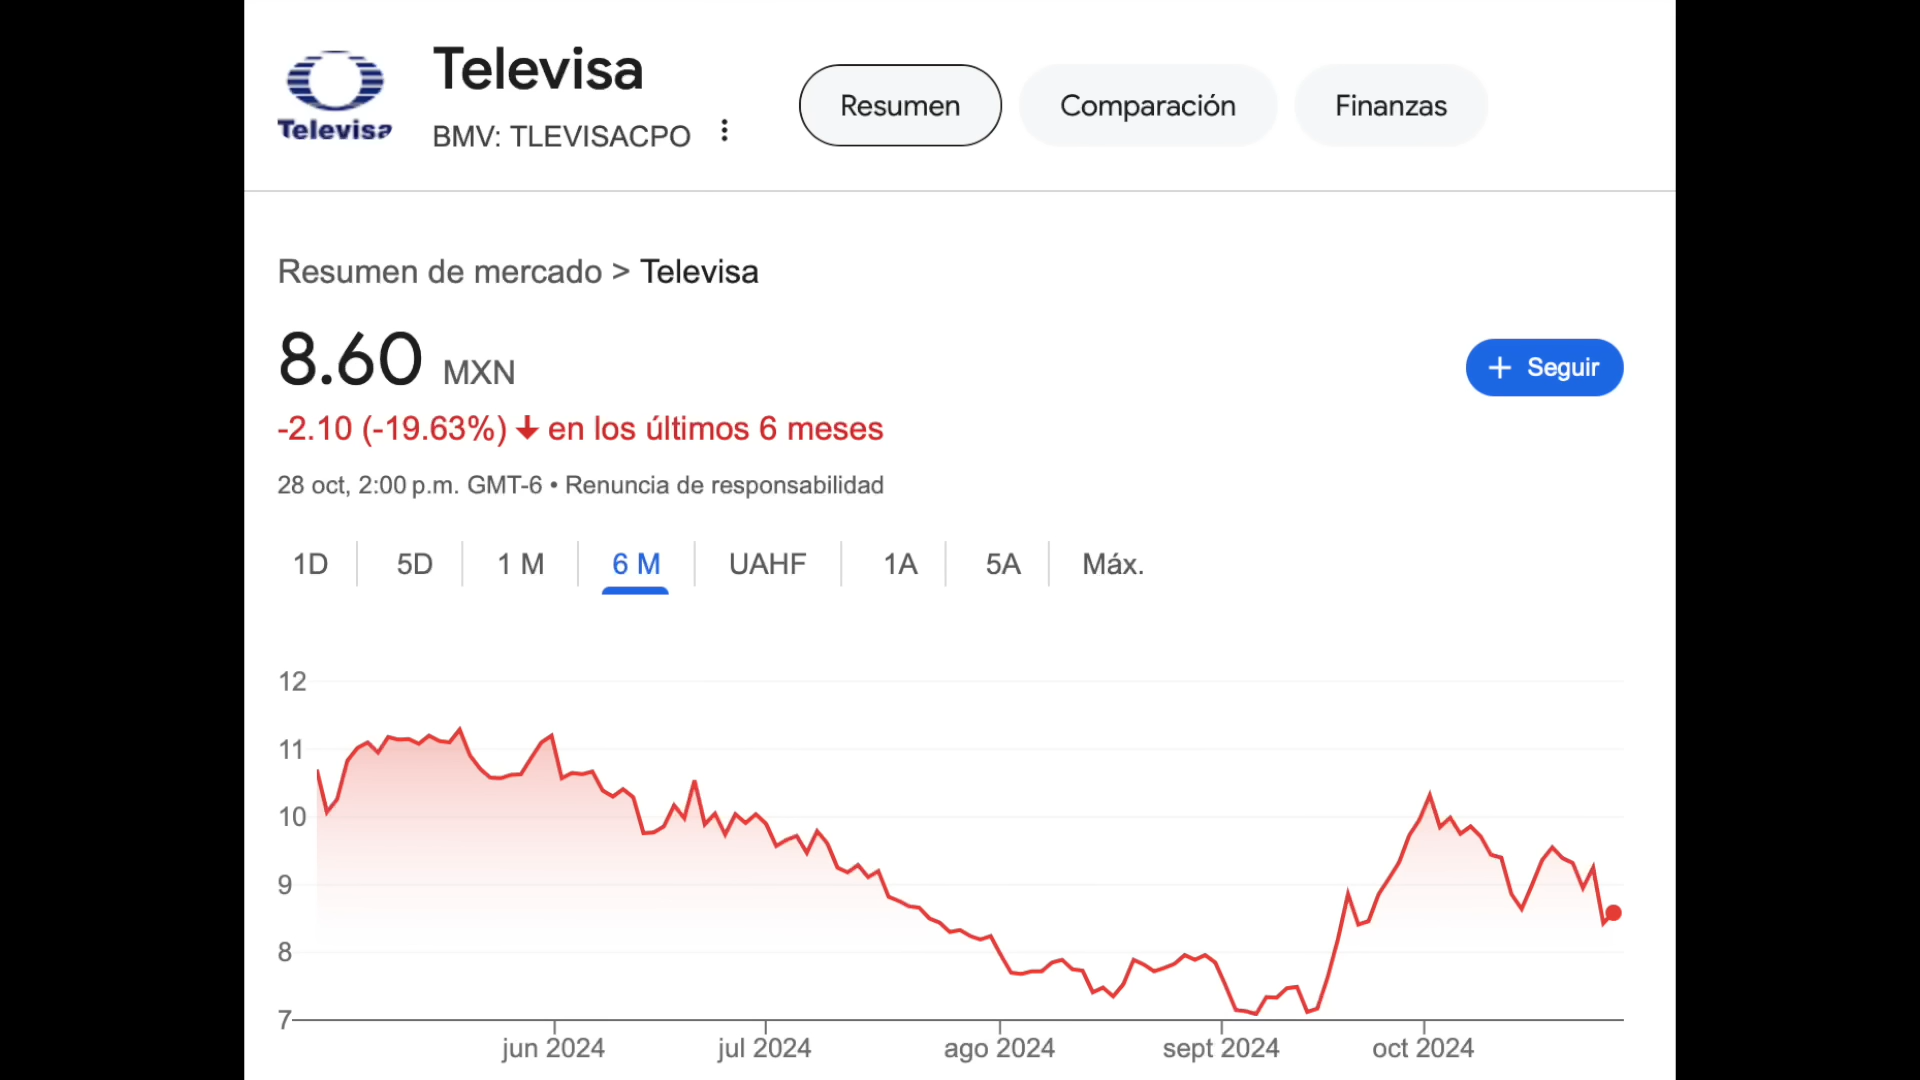 Televisa
Televisa
BMV: TLEVISACPO
Resumen
Comparación
Finanzas
Resumen de mercado > Televisa
8.60 MXN
+ Seguir
-2.10 (-19.63%) ↓ en los últimos 6 meses
28 oct, 2:00 p.m. GMT-6 • Renuncia de responsabilidad
1D 5D 1 M 6 M UAHF 1A 5A Máx.
12
11
10
9
8
7
jun 2024 jul 2024 ago 2024 sept 2024 oct 2024